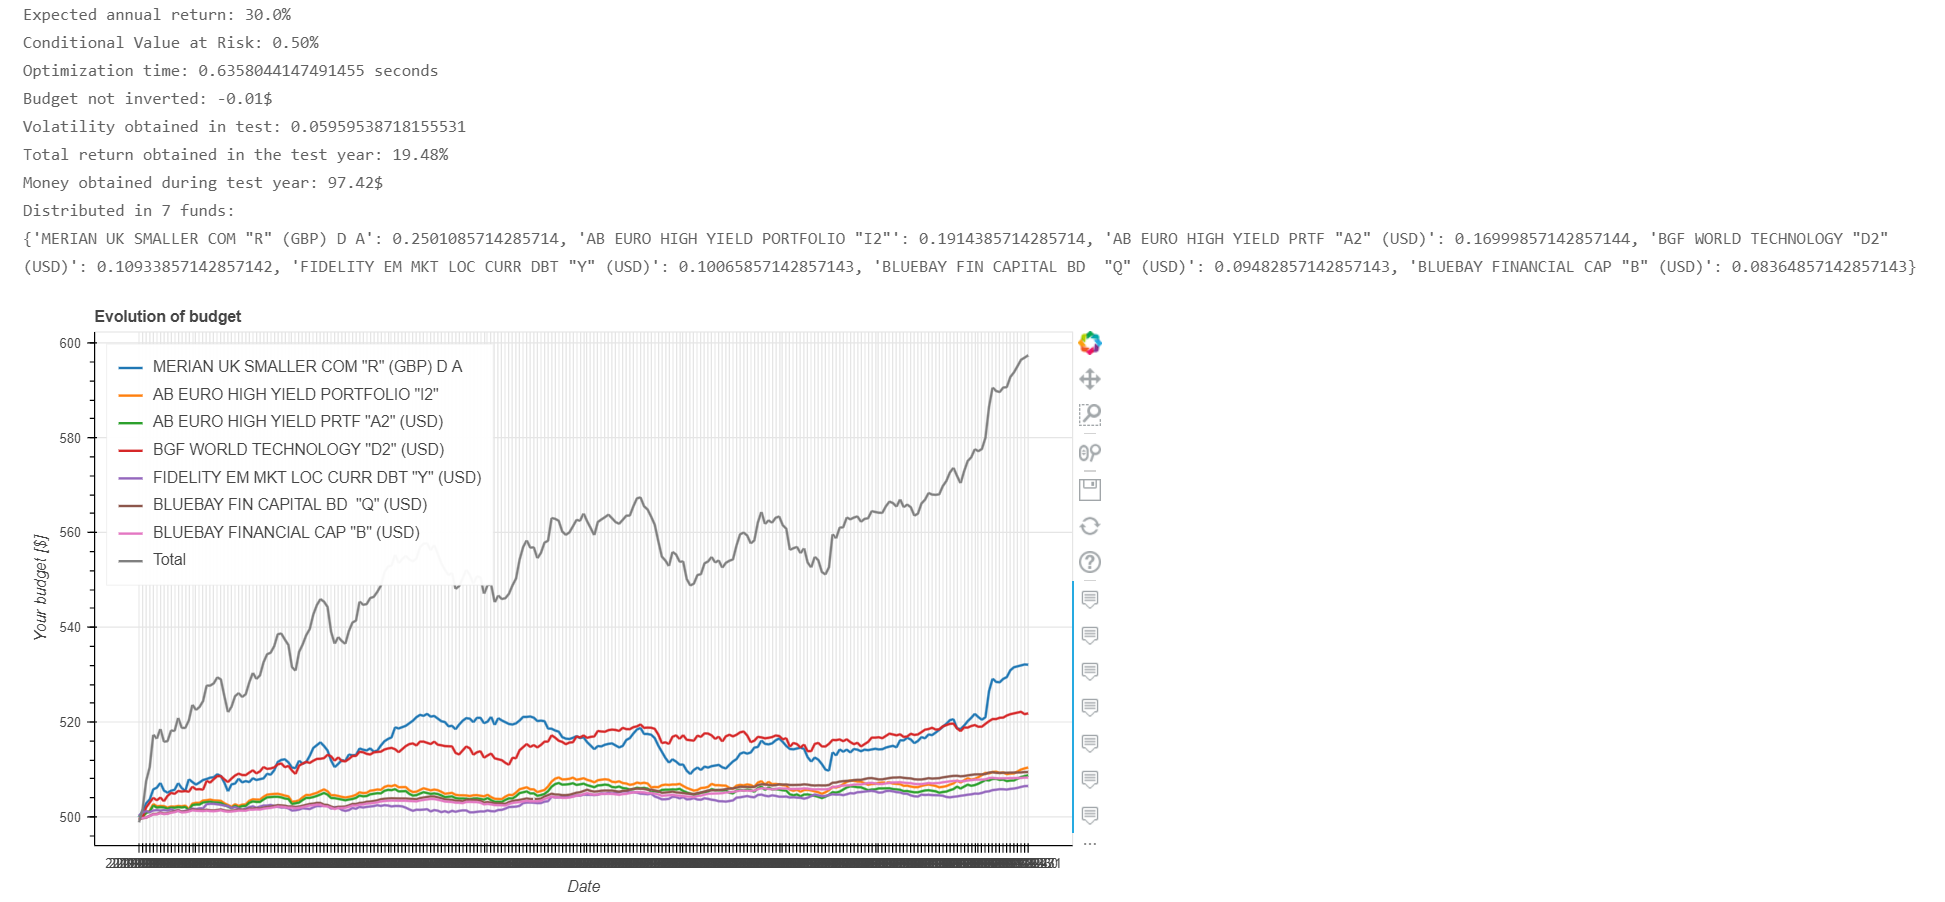 Expected annual return: 30.0%
Conditional Value at Risk: 0.50%
Optimization time: 0.6358044147491455 seconds
Budget not inverted: -0.01$
Volatility obtained in test: 0.05959538718155531
Total return obtained in the test year: 19.48%
Money obtained during test year: 97.42$
Distributed in 7 funds:
{'MERIAN UK SMALLER COM "R" (GBP) D A': 0.2501085714285714, 'AB EURO HIGH YIELD PORTFOLIO "I2"': 0.1914385714285714, 'AB EURO HIGH YIELD PRTF "A2" (USD)': 0.16999857142857144, 'BGF WORLD TECHNOLOGY "D2"
(USD)': 0.10933857142857142, 'FIDELITY EM MKT LOC CURR DBT "Y" (USD)': 0.10065857142857143, 'BLUEBAY FIN CAPITAL BD  "Q" (USD)': 0.09482857142857143, 'BLUEBAY FINANCIAL CAP "B" (USD)': 0.08364857142857143}
Evolution of budget
600
580
560
540
520
500
Your budget [$]
MERIAN UK SMALLER COM "R" (GBP) D A
AB EURO HIGH YIELD PORTFOLIO "I2"
AB EURO HIGH YIELD PRTF "A2" (USD)
BGF WORLD TECHNOLOGY "D2" (USD)
FIDELITY EM MKT LOC CURR DBT "Y" (USD)
BLUEBAY FIN CAPITAL BD  "Q" (USD)
BLUEBAY FINANCIAL CAP "B" (USD)
Total
Date